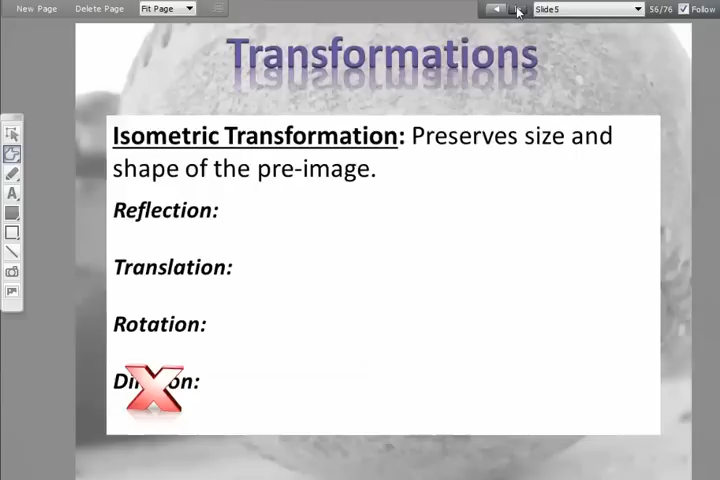 New Page Delete Page Fit Page Slide5 56/76 Follow
Transformations
Isometric Transformation: Preserves size and
shape of the pre-image.
Reflection:
Translation:
Rotation: